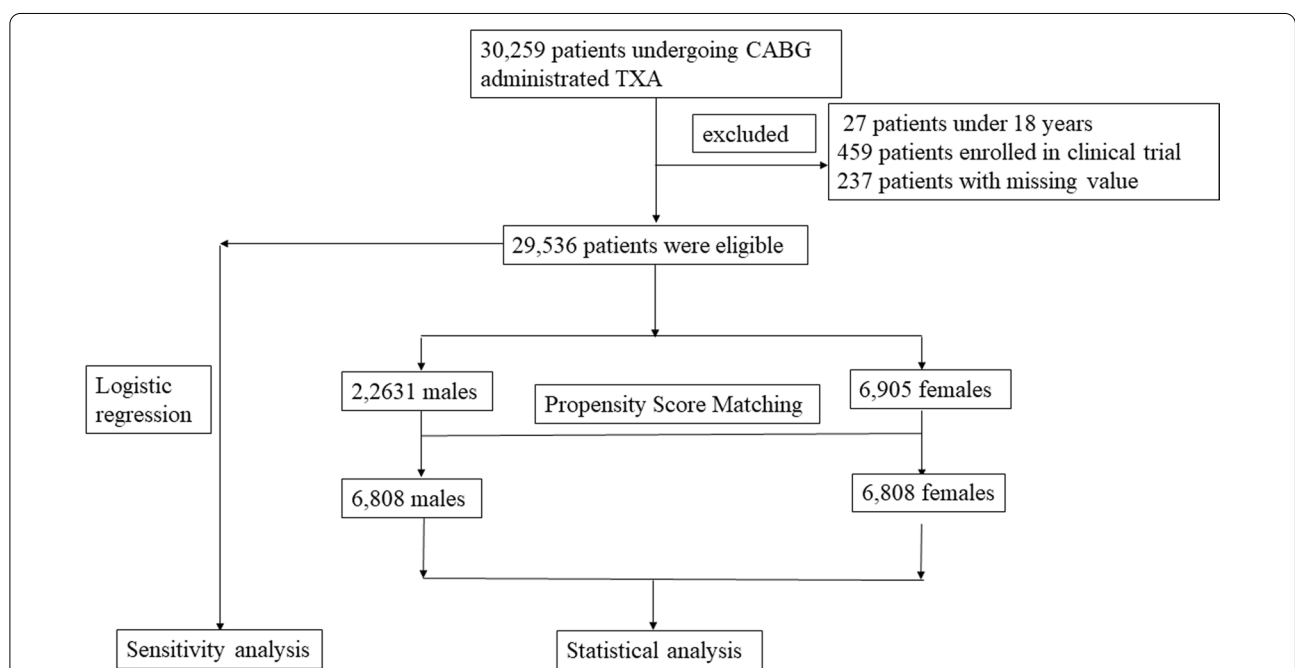 30,259 patients undergoing CABG
administrated TXA
excluded
27 patients under 18 years
459 patients enrolled in clinical trial
237 patients with missing value
29,536 patients were eligible
Logistic
regression
2,2631 males
Propensity Score Matching
6,905 females
6,808 males
6,808 females
Sensitivity analysis
Statistical analysis